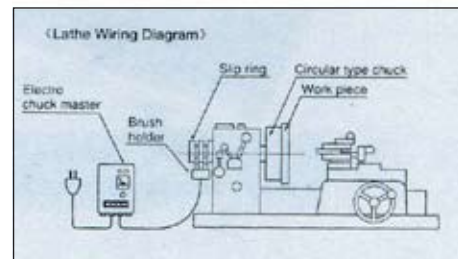 〈Lathe Wiring Diagram〉
Slip ring
Circular type chuck
Work piece
Electro
chuck master
Brush
holder